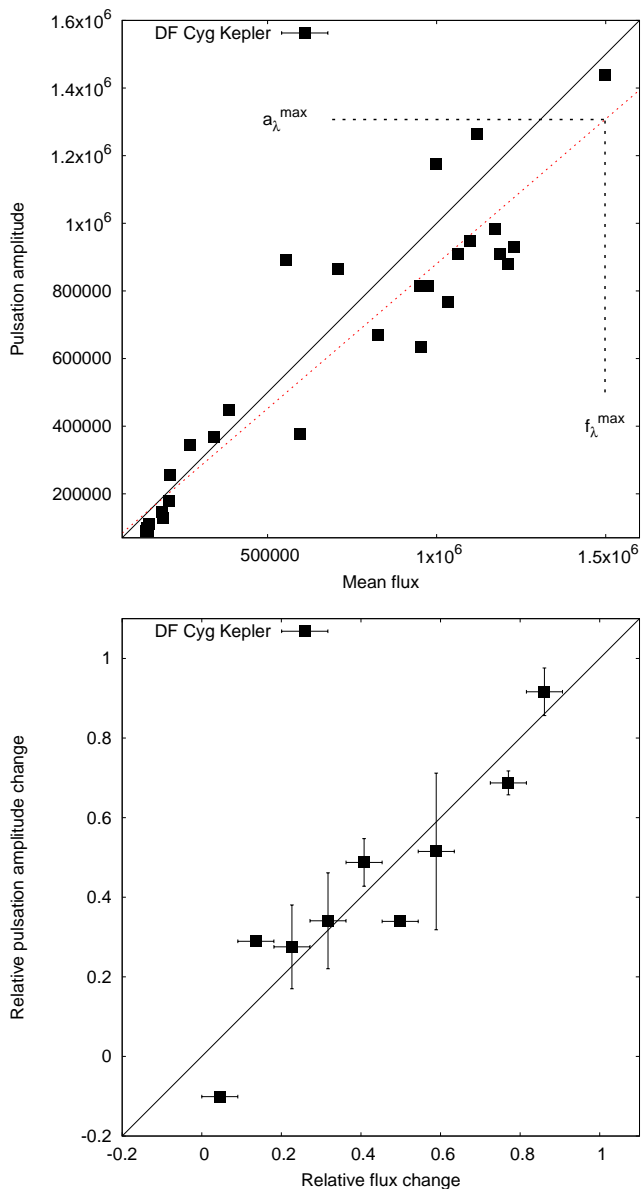 DF Cyg Kepler
1.6x10^6
1.4x10^6
1.2x10^6
1x10^6
800000
600000
400000
200000
a_λ^max
f_λ^max
Pulsation amplitude
500000 1x10^6 1.5x10^6
Mean flux
DF Cyg Kepler
1
0.8
0.6
0.4
0.2
0
-0.2
Relative pulsation amplitude change
-0.2 0 0.2 0.4 0.6 0.8 1
Relative flux change